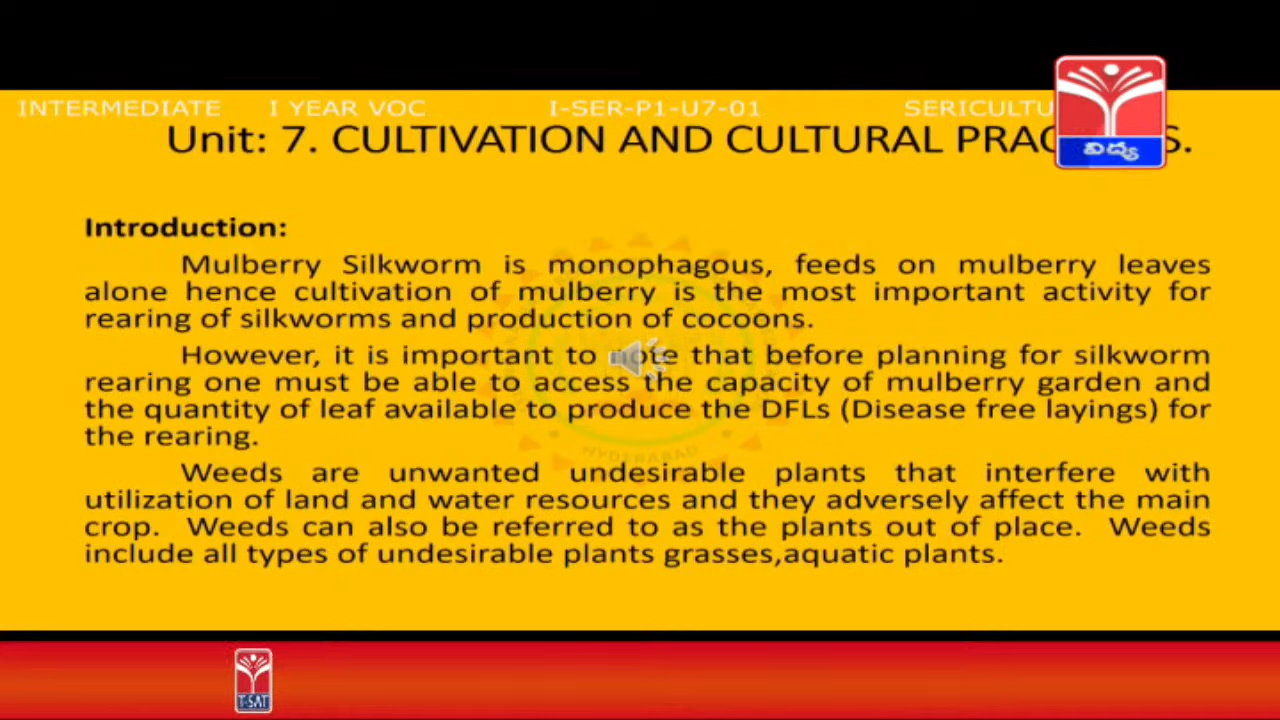 INTERMEDIATE I YEAR VOC I-SER-P1-U7-01
Unit: 7. CULTIVATION AND CULTURAL
విద్య
Introduction:
Mulberry Silkworm is monophagous, feeds on mulberry leaves
alone hence cultivation of mulberry is the most important activity for
rearing of silkworms and production of cocoons.
However, it is important to note that before planning for silkworm
rearing one must be able to access the capacity of mulberry garden and
the quantity of leaf available to produce the DFLs (Disease free layings) for
the rearing.
Weeds are unwanted undesirable plants that interfere with
utilization of land and water resources and they adversely affect the main
crop. Weeds can also be referred to as the plants out of place. Weeds
include all types of undesirable plants grasses,aquatic plants.
HYDERABAD
T-SAT